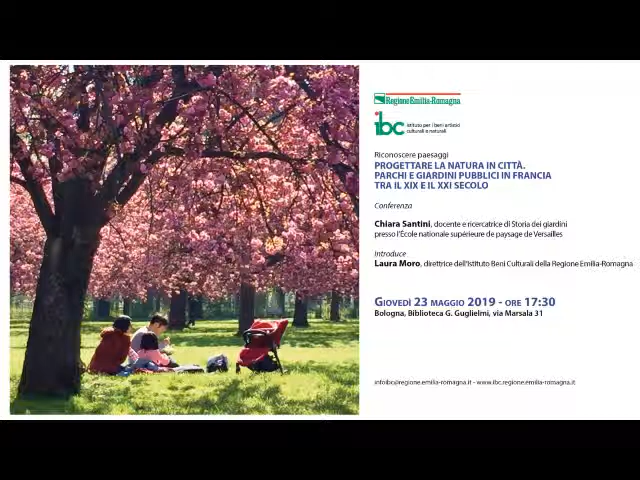 Regione Emilia-Romagna
ibc istituto per i beni artistici
culturali e naturali
Riconoscere paesaggi
PROGETTARE LA NATURA IN CITTÀ.
PARCHI E GIARDINI PUBBLICI IN FRANCIA
TRA IL XIX E IL XXI SECOLO
Conferenza
Chiara Santini, docente e ricercatrice di Storia dei giardini
presso l'École nationale supérieure de paysage de Versailles
Introduce
Laura Moro, direttrice dell'Istituto Beni Culturali della Regione Emilia-Romagna
GIOVEDÌ 23 MAGGIO 2019 - ORE 17:30
Bologna, Biblioteca G. Guglielmi, via Marsala 31
infoibc@regione.emilia-romagna.it - www.ibc.regione.emilia-romagna.it